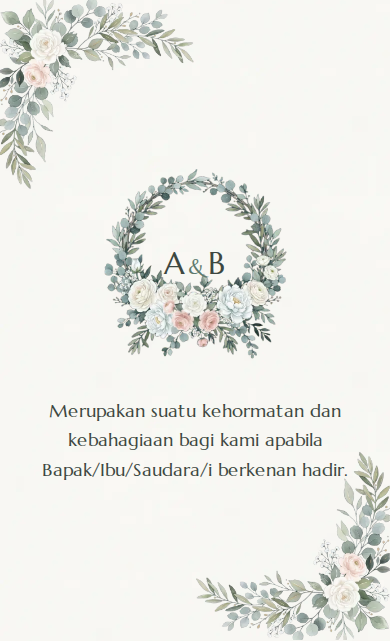 A & B
Merupakan suatu kehormatan dan
kebahagiaan bagi kami apabila
Bapak/Ibu/Saudara/i berkenan hadir.